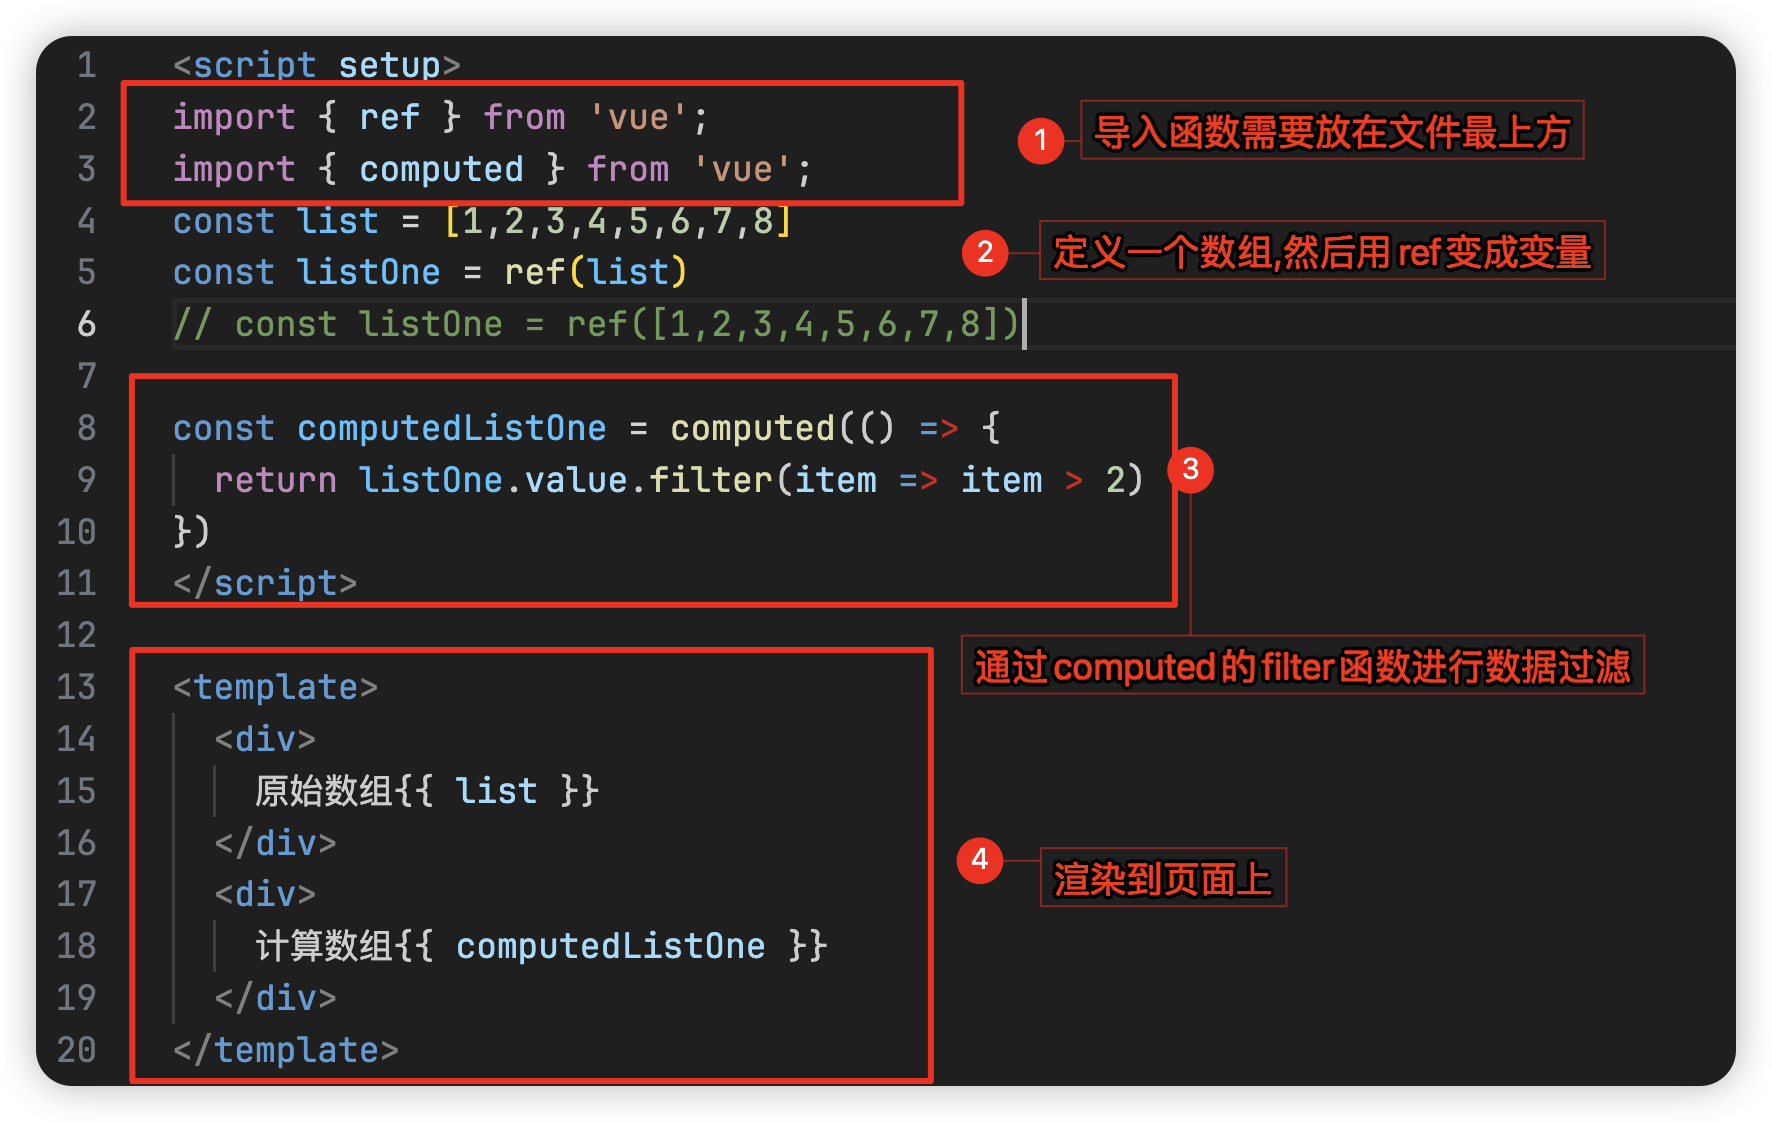 1 <script setup>
2 import { ref } from 'vue';
3 import { computed } from 'vue';
4 const list = [1,2,3,4,5,6,7,8]
5 const listOne = ref(list)
6 // const listOne = ref([1,2,3,4,5,6,7,8])
7
8 const computedListOne = computed(() => {
9 return listOne.value.filter(item => item > 2)
10 })
11 </script>
12
13 <template>
14 <div>
15 原始数组{{ list }}
16 </div>
17 <div>
18 计算数组{{ computedListOne }}
19 </div>
20 </template>
1 导入函数需要放在文件最上方
2 定义一个数组,然后用ref变成变量
3 通过computed的filter函数进行数据过滤
4 渲染到页面上